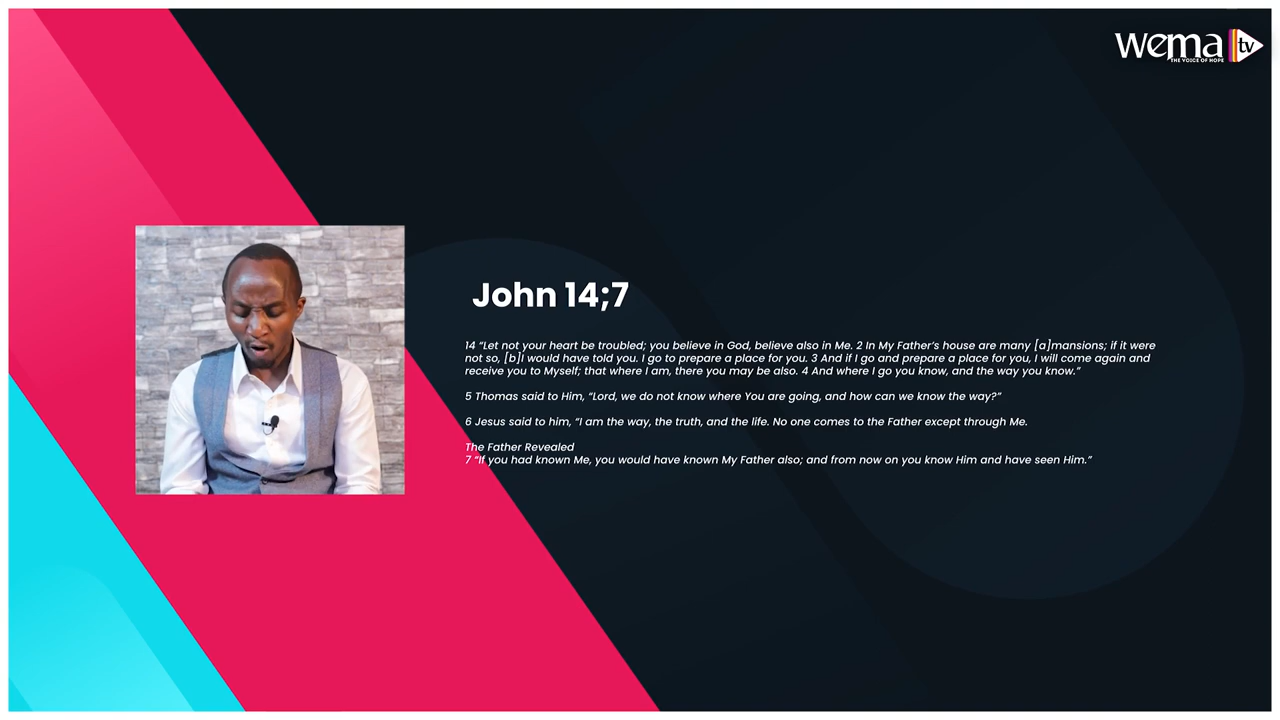 wema tv
THE VOICE OF HOPE
John 14;7
14 “Let not your heart be troubled; you believe in God, believe also in Me. 2 In My Father’s house are many [a]mansions; if it were
not so, [b]I would have told you. I go to prepare a place for you. 3 And if I go and prepare a place for you, I will come again and
receive you to Myself; that where I am, there you may be also. 4 And where I go you know, and the way you know.”
5 Thomas said to Him, “Lord, we do not know where You are going, and how can we know the way?”
6 Jesus said to him, “I am the way, the truth, and the life. No one comes to the Father except through Me.
The Father Revealed
7 “If you had known Me, you would have known My Father also; and from now on you know Him and have seen Him.”